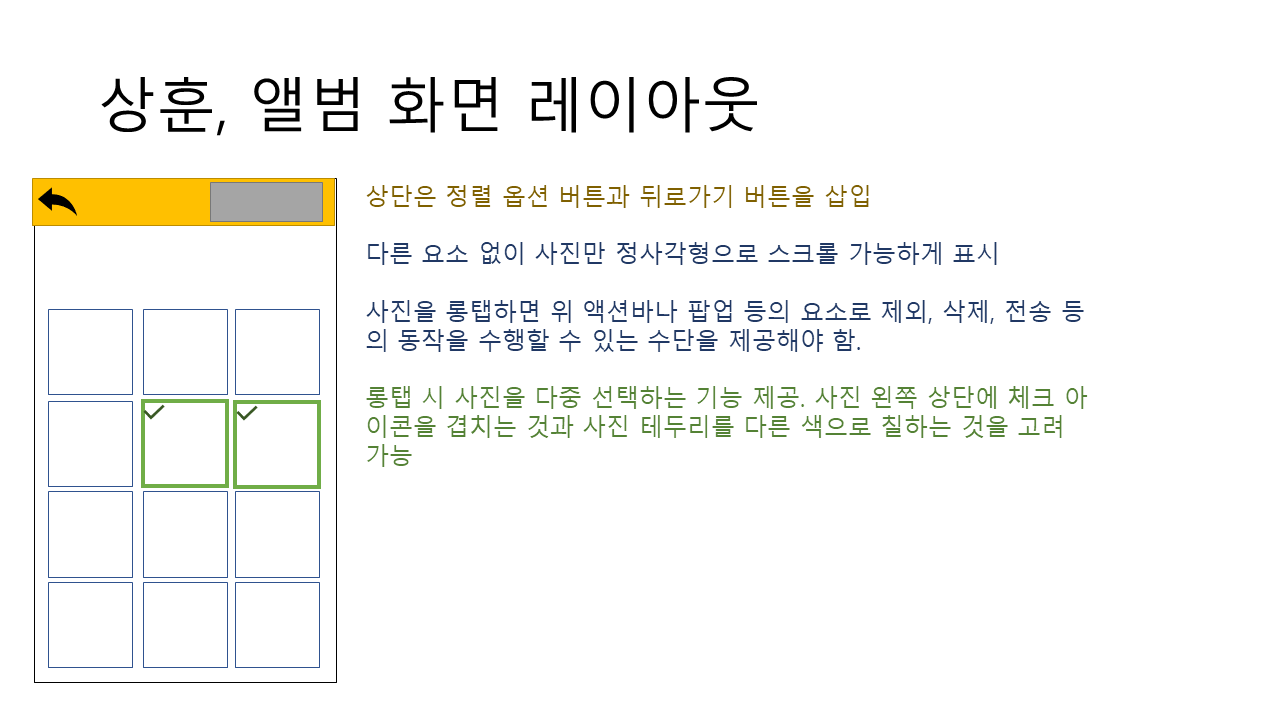 상훈, 앨범 화면 레이아웃
상단은 정렬 옵션 버튼과 뒤로가기 버튼을 삽입
다른 요소 없이 사진만 정사각형으로 스크롤 가능하게 표시
사진을 롱탭하면 위 액션바나 팝업 등의 요소로 제외, 삭제, 전송 등
의 동작을 수행할 수 있는 수단을 제공해야 함.
롱탭 시 사진을 다중 선택하는 기능 제공. 사진 왼쪽 상단에 체크 아
이콘을 겹치는 것과 사진 테두리를 다른 색으로 칠하는 것을 고려
가능